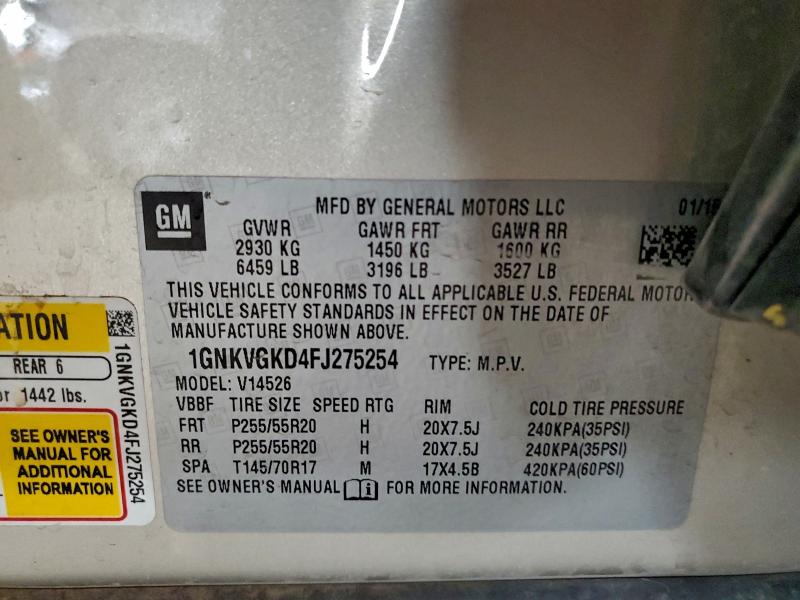 GM
MFD BY GENERAL MOTORS LLC
GVWR GAWR FRT GAWR RR
2930 KG 1450 KG 1600 KG
6459 LB 3196 LB 3527 LB
THIS VEHICLE CONFORMS TO ALL APPLICABLE U.S. FEDERAL MOTOR
VEHICLE SAFETY STANDARDS IN EFFECT ON THE DATE OF
MANUFACTURE SHOWN ABOVE.
1GNKVGKD4FJ275254 TYPE: M.P.V.
MODEL: V14526
VBBF TIRE SIZE SPEED RTG RIM COLD TIRE PRESSURE
FRT P255/55R20 H 20X7.5J 240KPA(35PSI)
RR P255/55R20 H 20X7.5J 240KPA(35PSI)
SPA T145/70R17 M 17X4.5B 420KPA(60PSI)
SEE OWNER'S MANUAL i FOR MORE INFORMATION.
ATION
REAR 6
or 1442 lbs.
SEE OWNER'S
MANUAL FOR
ADDITIONAL
INFORMATION
1GNKVGKD4FJ275254